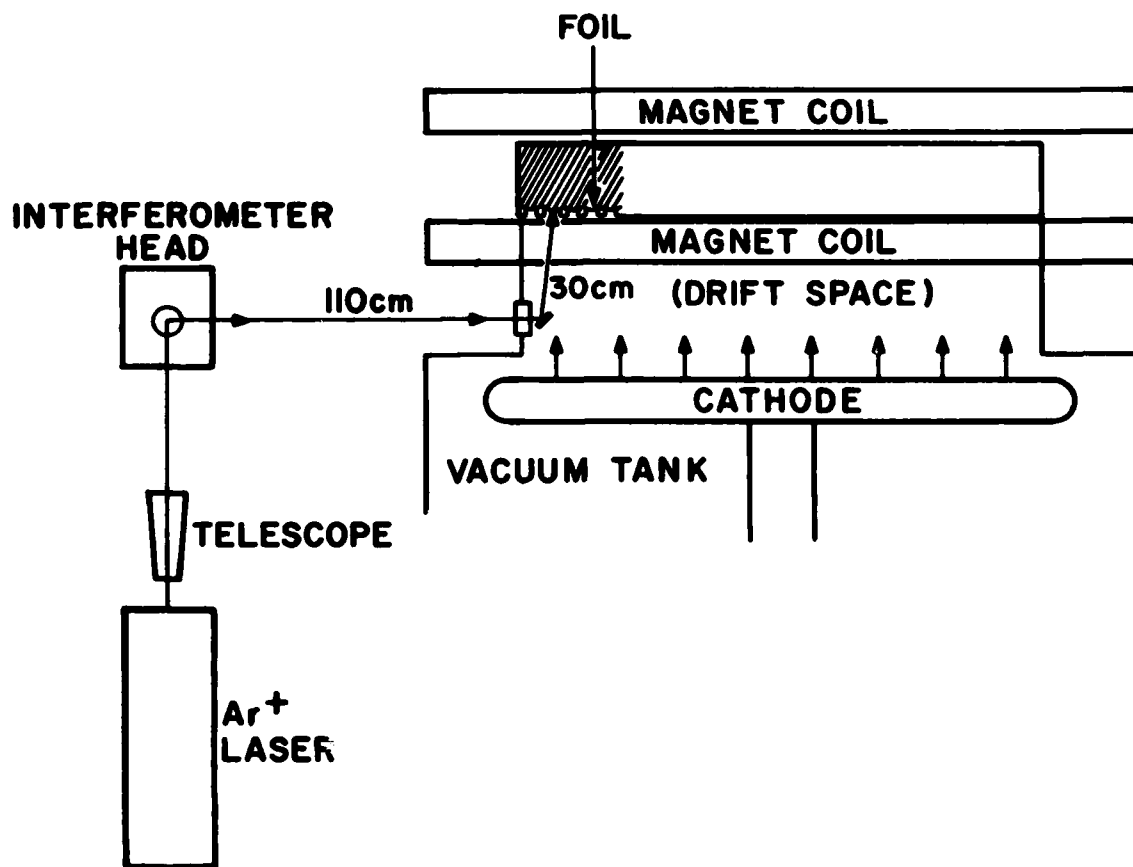 FOIL
MAGNET COIL
INTERFEROMETER
HEAD
MAGNET COIL
110cm
30cm
(DRIFT SPACE)
CATHODE
VACUUM TANK
TELESCOPE
Ar+
LASER